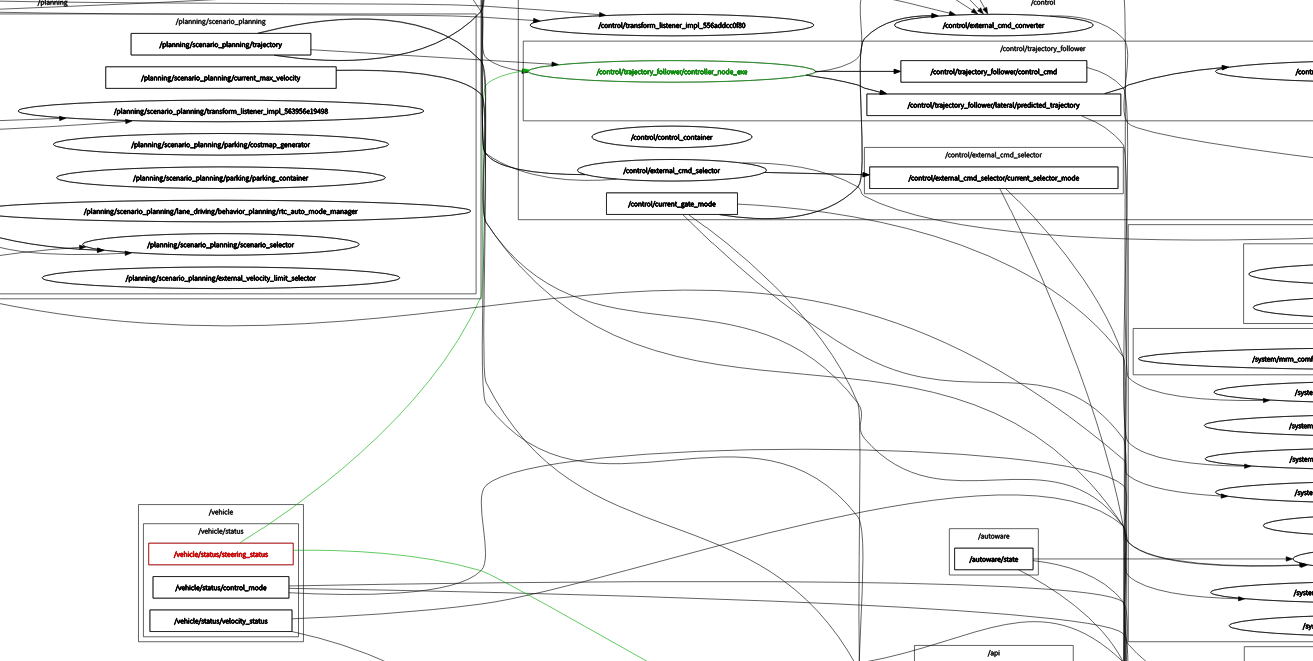 /planning
/planning/scenario_planning
/planning/scenario_planning/trajectory
/planning/scenario_planning/current_max_velocity
/planning/scenario_planning/transform_listener_impl_563956e19498
/planning/scenario_planning/parking/costmap_generator
/planning/scenario_planning/parking/parking_container
/planning/scenario_planning/lane_driving/behavior_planning/rtc_auto_mode_manager
/planning/scenario_planning/scenario_selector
/planning/scenario_planning/external_velocity_limit_selector
/control
/control/transform_listener_impl_556addcc0f80
/control/external_cmd_converter
/control/trajectory_follower
/control/trajectory_follower/controller_node_exe
/control/trajectory_follower/control_cmd
/cont
/control/trajectory_follower/lateral/predicted_trajectory
/control/control_container
/control/external_cmd_selector
/control/external_cmd_selector
/control/external_cmd_selector/current_selector_mode
/control/current_gate_mode
/system/mrm_comf
/syste
/system
/system
/syste
/system
/sy
/vehicle
/vehicle/status
/vehicle/status/steering_status
/vehicle/status/control_mode
/vehicle/status/velocity_status
/autoware
/autoware/state
/api